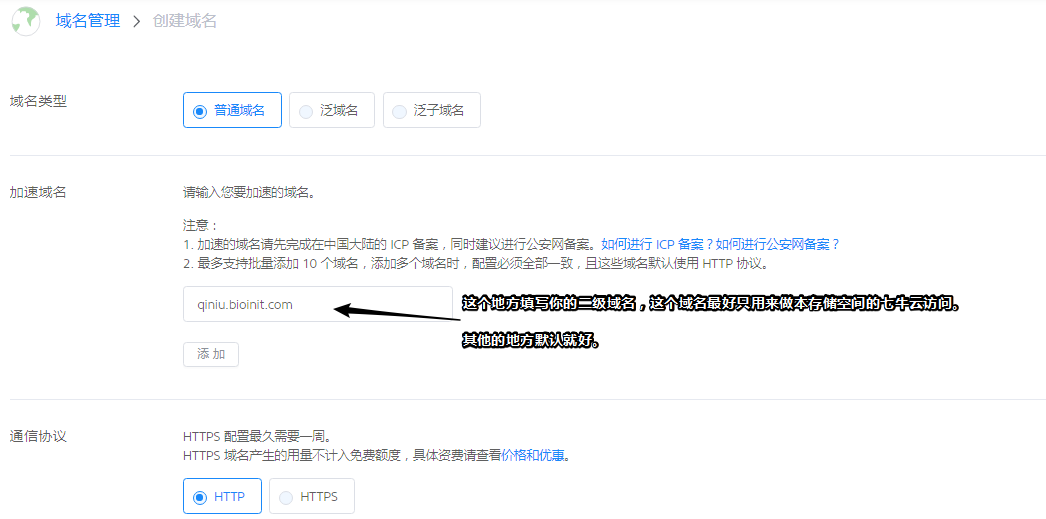 域名管理 > 创建域名
域名类型
普通域名 泛域名 泛子域名
加速域名
请输入您要加速的域名。
注意：
1. 加速的域名请先完成在中国大陆的 ICP 备案，同时建议进行公安网备案。如何进行 ICP 备案？如何进行公安网备案？
2. 最多支持批量添加 10 个域名，添加多个域名时，配置必须全部一致，且这些域名默认使用 HTTP 协议。
qiniu.bioinit.com
这个地方填写你的二级域名，这个域名最好只用来做本存储空间的七牛云访问。
其他的地方默认就好。
添 加
通信协议
HTTPS 配置最久需要一周。
HTTPS 域名产生的用量不计入免费额度，具体资费请查看价格和优惠。
HTTP HTTPS